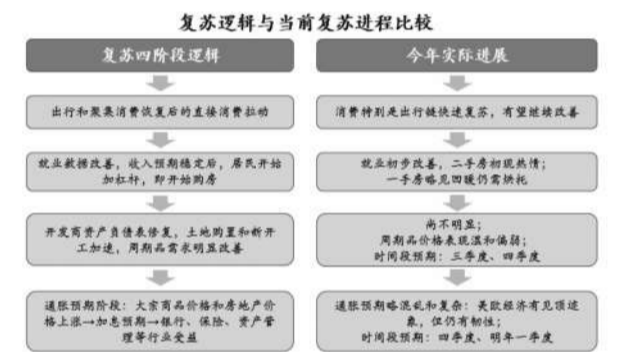 复苏逻辑与当前复苏进程比较
复苏四阶段逻辑
今年实际进展
出行和聚集消费恢复后的直接消费拉动
消费特别是出行链快速复苏，有望继续改善
就业数据改善，收入预期稳定后，居民开始
加杠杆，即开始购房
就业初步改善，二手房初现热情；
一手房略见回暖仍需烘托
开发商资产负债表修复，土地购置和新开
工加速，周期品需求明显改善
尚不明显；
周期品价格表现温和偏弱；
时间段预期：三季度、四季度
通胀预期阶段：大宗商品价格和房地产价
格上涨→加息预期→银行、保险、资产管
理等行业受益
通胀预期略混乱和复杂：美欧经济有见顶迹
象，但仍有韧性；
时间段预期：四季度、明年一季度